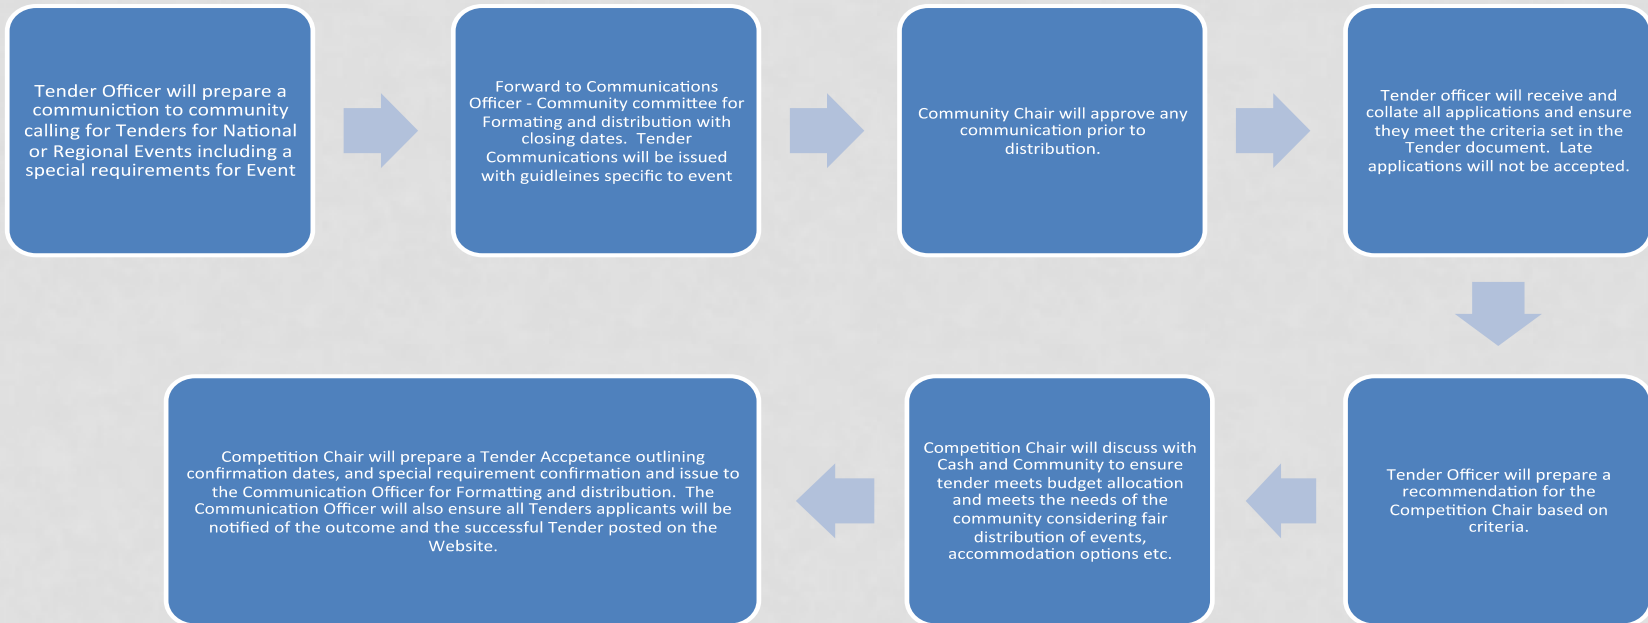 Tender Officer will prepare a
communiction to community
calling for Tenders for National
or Regional Events including a
special requirements for Event
Forward to Communications
Officer - Community committee for
Formating and distribution with
closing dates.  Tender
Communications will be issued
with guidleines specific to event
Community Chair will approve any
communication prior to
distribution.
Tender officer will receive and
collate all applications and ensure
they meet the criteria set in the
Tender document.  Late
applications will not be accepted.
Tender Officer will prepare a
recommendation for the
Competition Chair based on
criteria.
Competition Chair will discuss with
Cash and Community to ensure
tender meets budget allocation
and meets the needs of the
community considering fair
distribution of events,
accommodation options etc.
Competition Chair will prepare a Tender Accpetance outlining
confirmation dates, and special requirement confirmation and issue to
the Communication Officer for Formatting and distribution.  The
Communication Officer will also ensure all Tenders applicants will be
notified of the outcome and the successful Tender posted on the
Website.